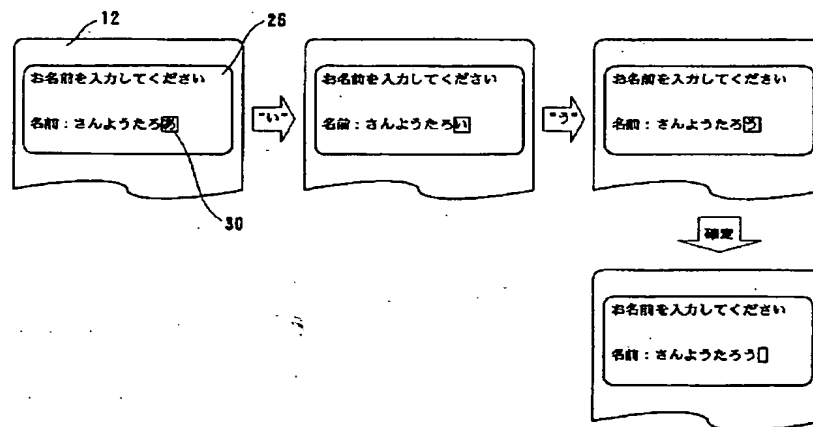 12
26
お名前を入力してください
名前：さんようたろあ
30
"い"
お名前を入力してください
名前：さんようたろい
"う"
お名前を入力してください
名前：さんようたろう
確定
お名前を入力してください
名前：さんようたろう